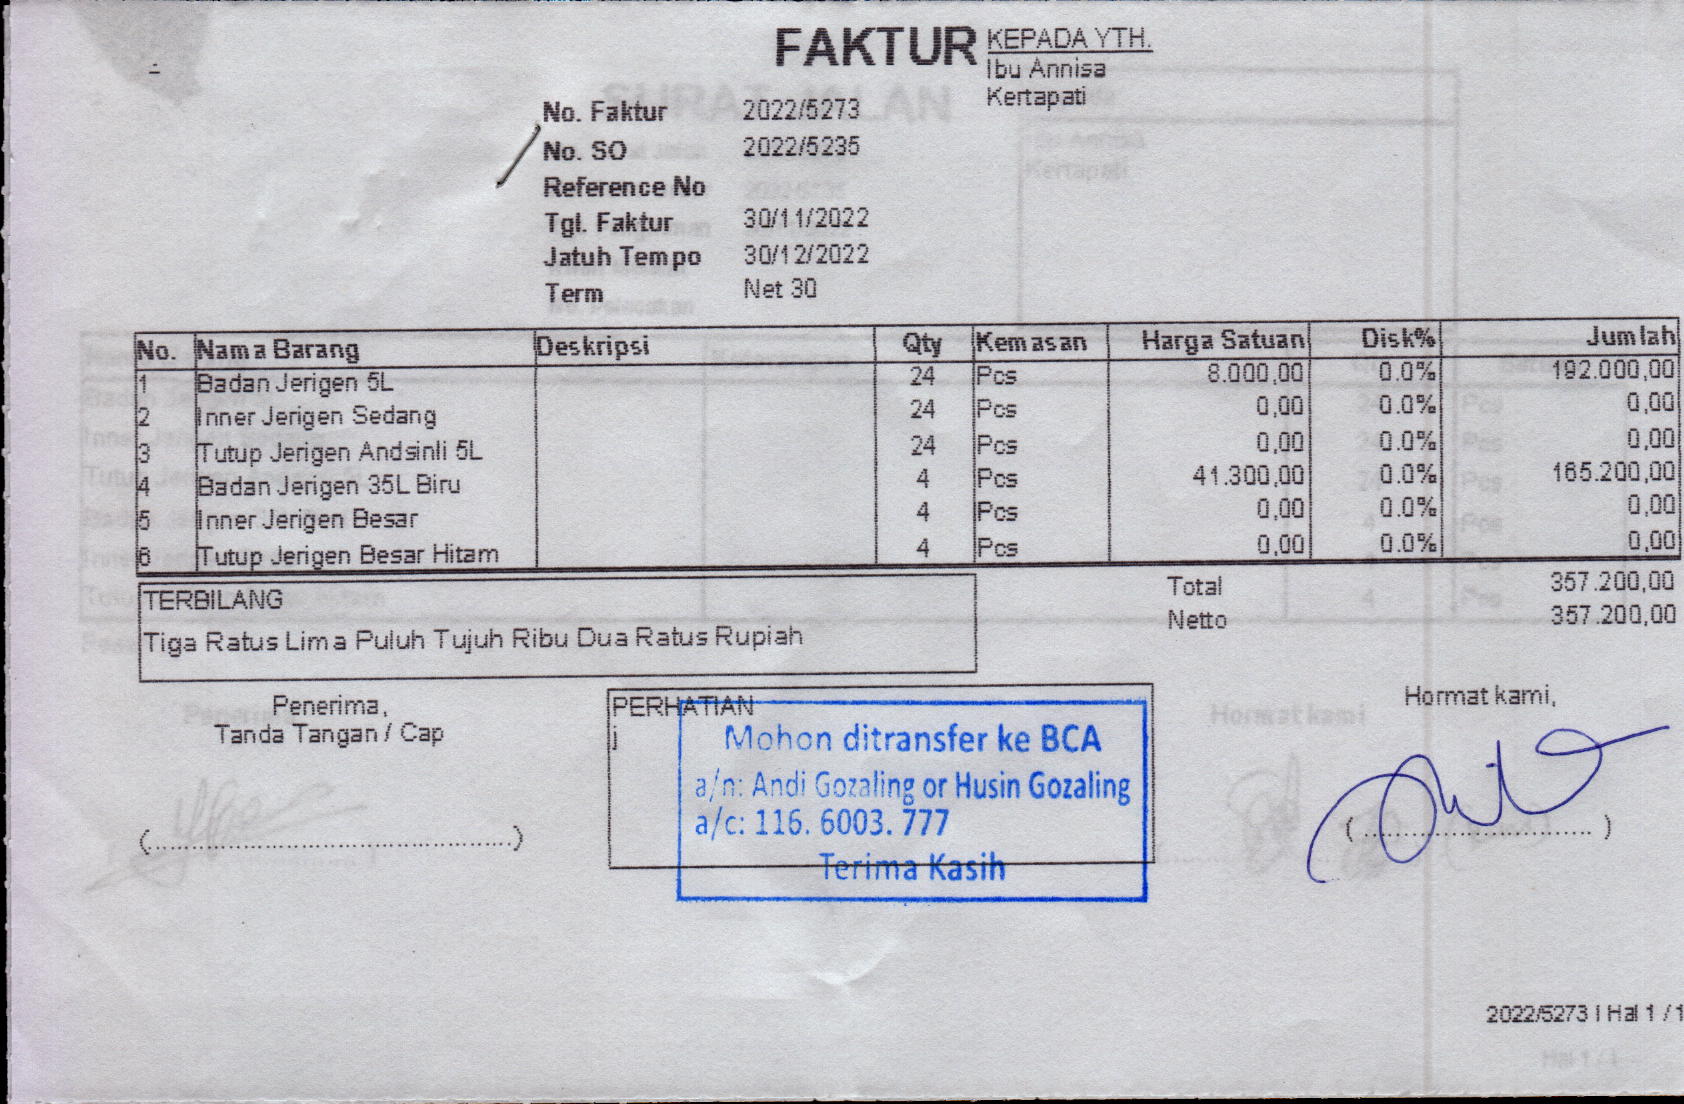 FAKTUR
KEPADA YTH.
Ibu Annisa
Kertapati
No. Faktur 2022/5273
No. SO 2022/5235
Reference No
Tgl. Faktur 30/11/2022
Jatuh Tempo 30/12/2022
Term Net 30
No. Nama Barang Deskripsi Qty Kemasan Harga Satuan Disk% Jumlah
1 Badan Jerigen 5L 24 Pcs 8.000,00 0.0% 192.000,00
2 Inner Jerigen Sedang 24 Pcs 0,00 0.0% 0,00
3 Tutup Jerigen Andsinli 5L 24 Pcs 0,00 0.0% 0,00
4 Badan Jerigen 35L Biru 4 Pcs 41.300,00 0.0% 165.200,00
5 Inner Jerigen Besar 4 Pcs 0,00 0.0% 0,00
6 Tutup Jerigen Besar Hitam 4 Pcs 0,00 0.0% 0,00
Total 357.200,00
Netto 357.200,00
TERBILANG
Tiga Ratus Lima Puluh Tujuh Ribu Dua Ratus Rupiah
Penerima,
Tanda Tangan / Cap
(...............................................)
PERHATIAN
Mohon ditransfer ke BCA
a/n: Andi Gozaling or Husin Gozaling
a/c: 116. 6003. 777
Terima Kasih
Hormat kami,
(.............................. )
2022/5273 | Hal 1 / 1